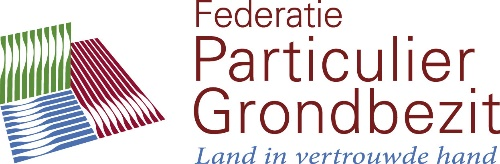 Federatie
Particulier
Grondbezit
Land in vertrouwde hand